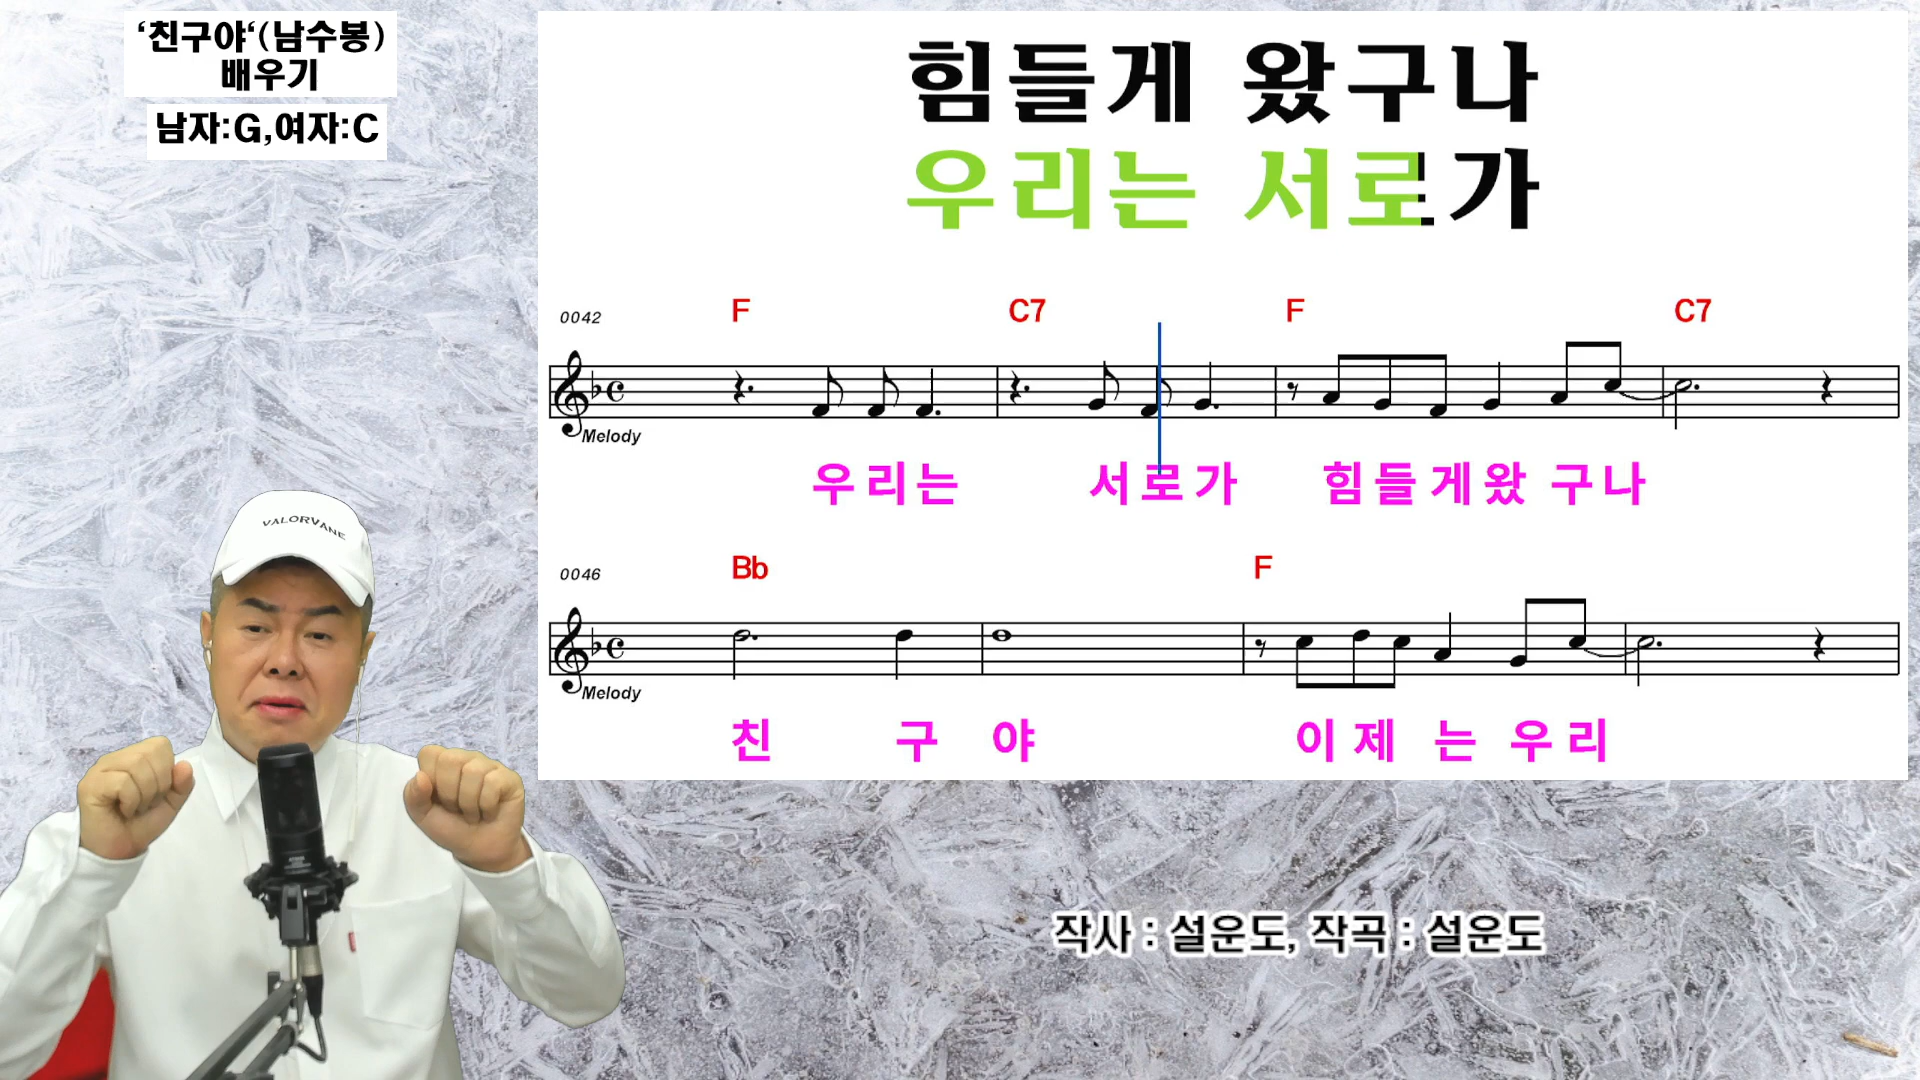 ‘친구야‘(남수봉)
배우기
남자:G,여자:C
힘들게 왔구나
우리는 서로가
0042
F C7 F C7
Melody
우리는 서로가 힘들게왔 구나
0046
Bb F
Melody
친 구 야 이 제 는 우 리
VALORVANE
작사 : 설운도, 작곡 : 설운도